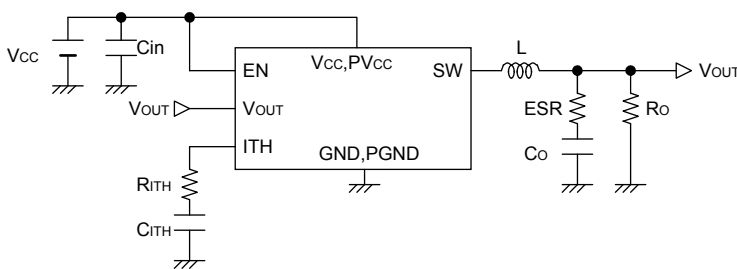 VCC
Cin
EN
VCC,PVCC
SW
L
VOUT
VOUT
VOUT
ESR
RO
ITH
GND,PGND
CO
RITH
CITH